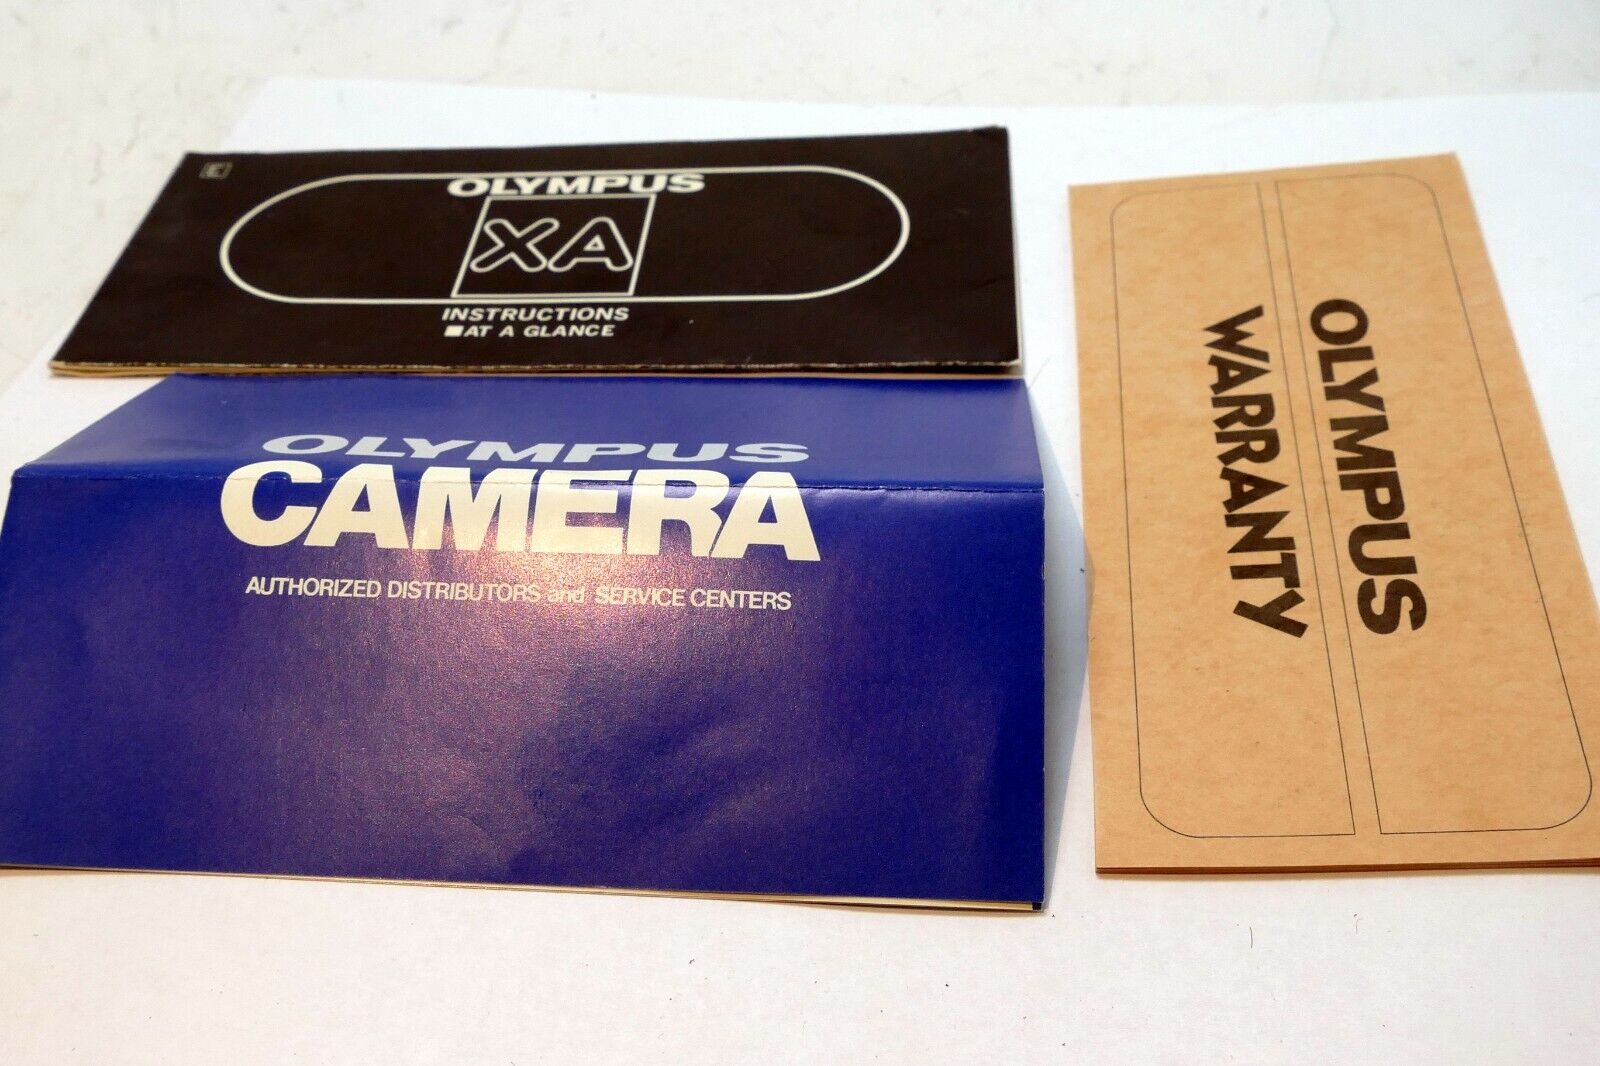 OLYMPUS
XA
INSTRUCTIONS
AT A GLANCE
OLYMPUS
CAMERA
AUTHORIZED DISTRIBUTORS and SERVICE CENTERS
OLYMPUS
WARRANTY